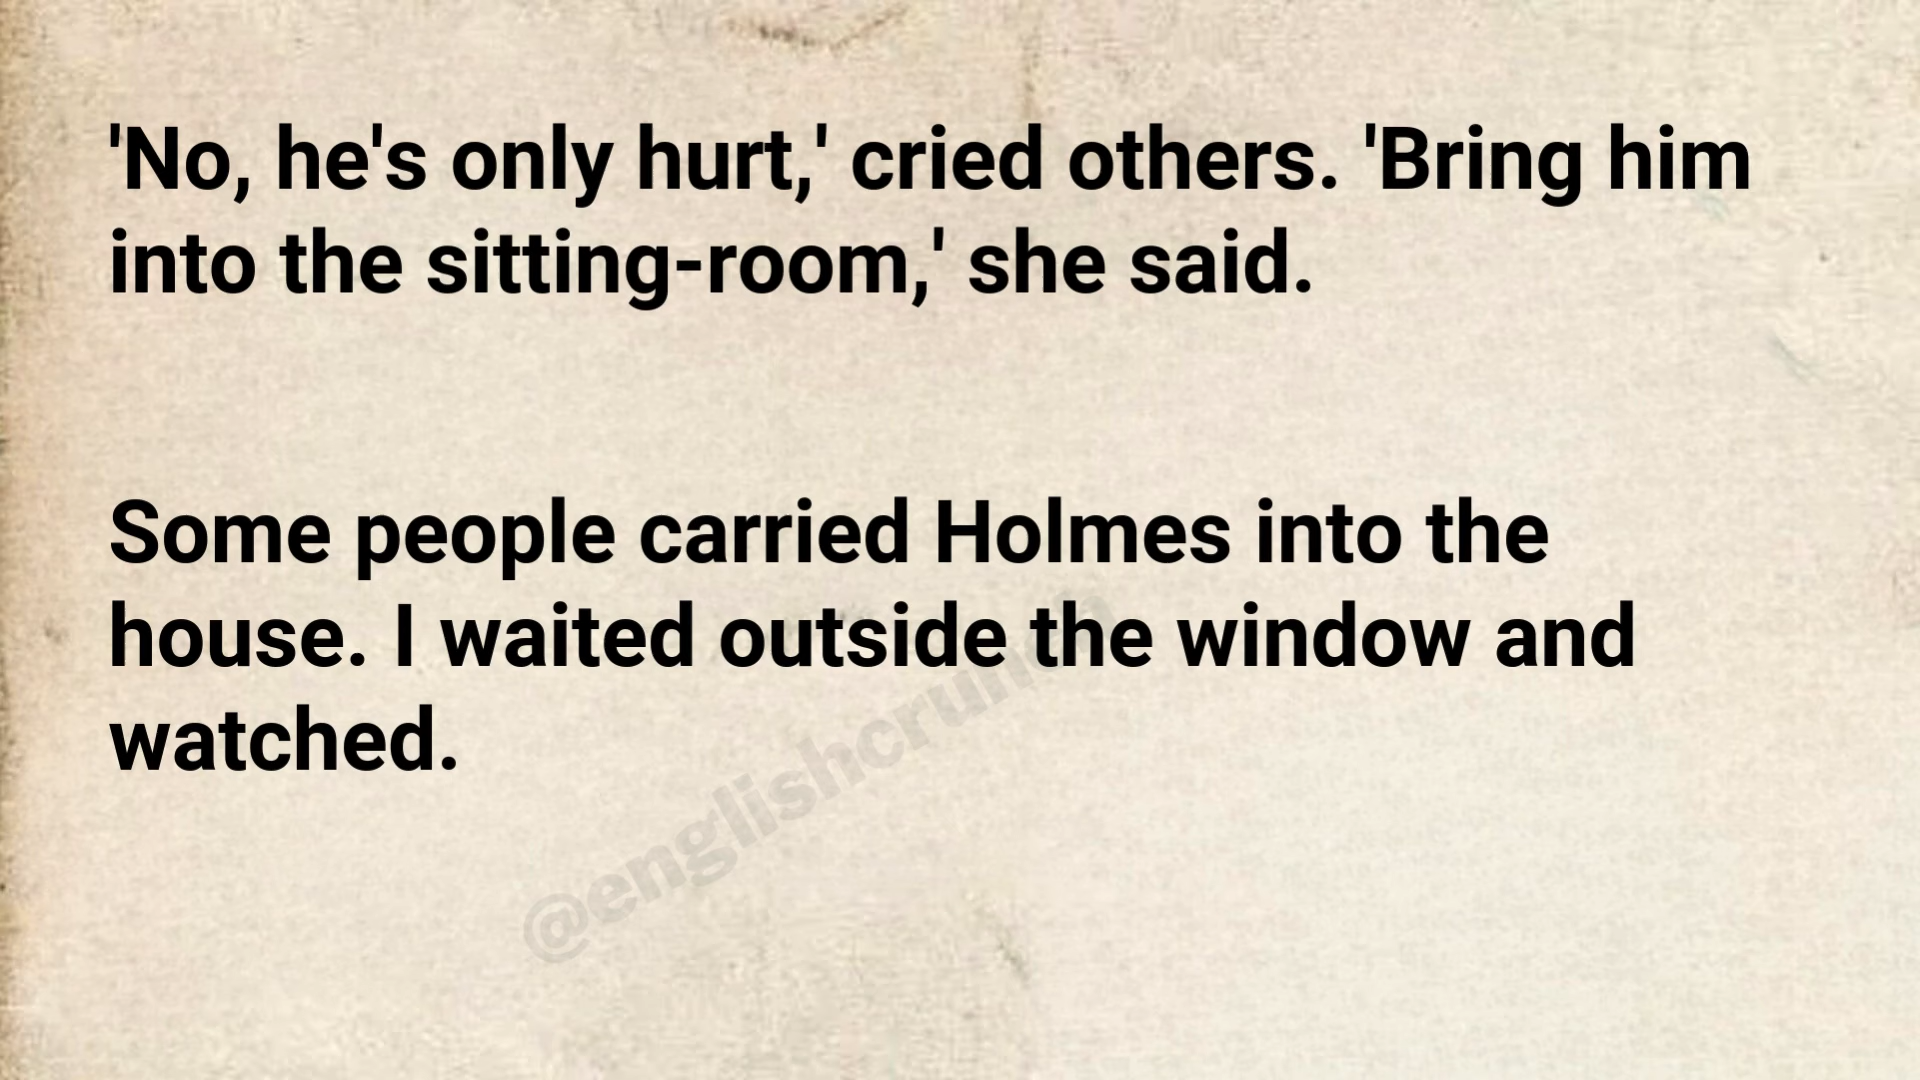 'No, he's only hurt,' cried others. 'Bring him
into the sitting-room,' she said.
Some people carried Holmes into the
house. I waited outside the window and
watched.
@englishcrunch